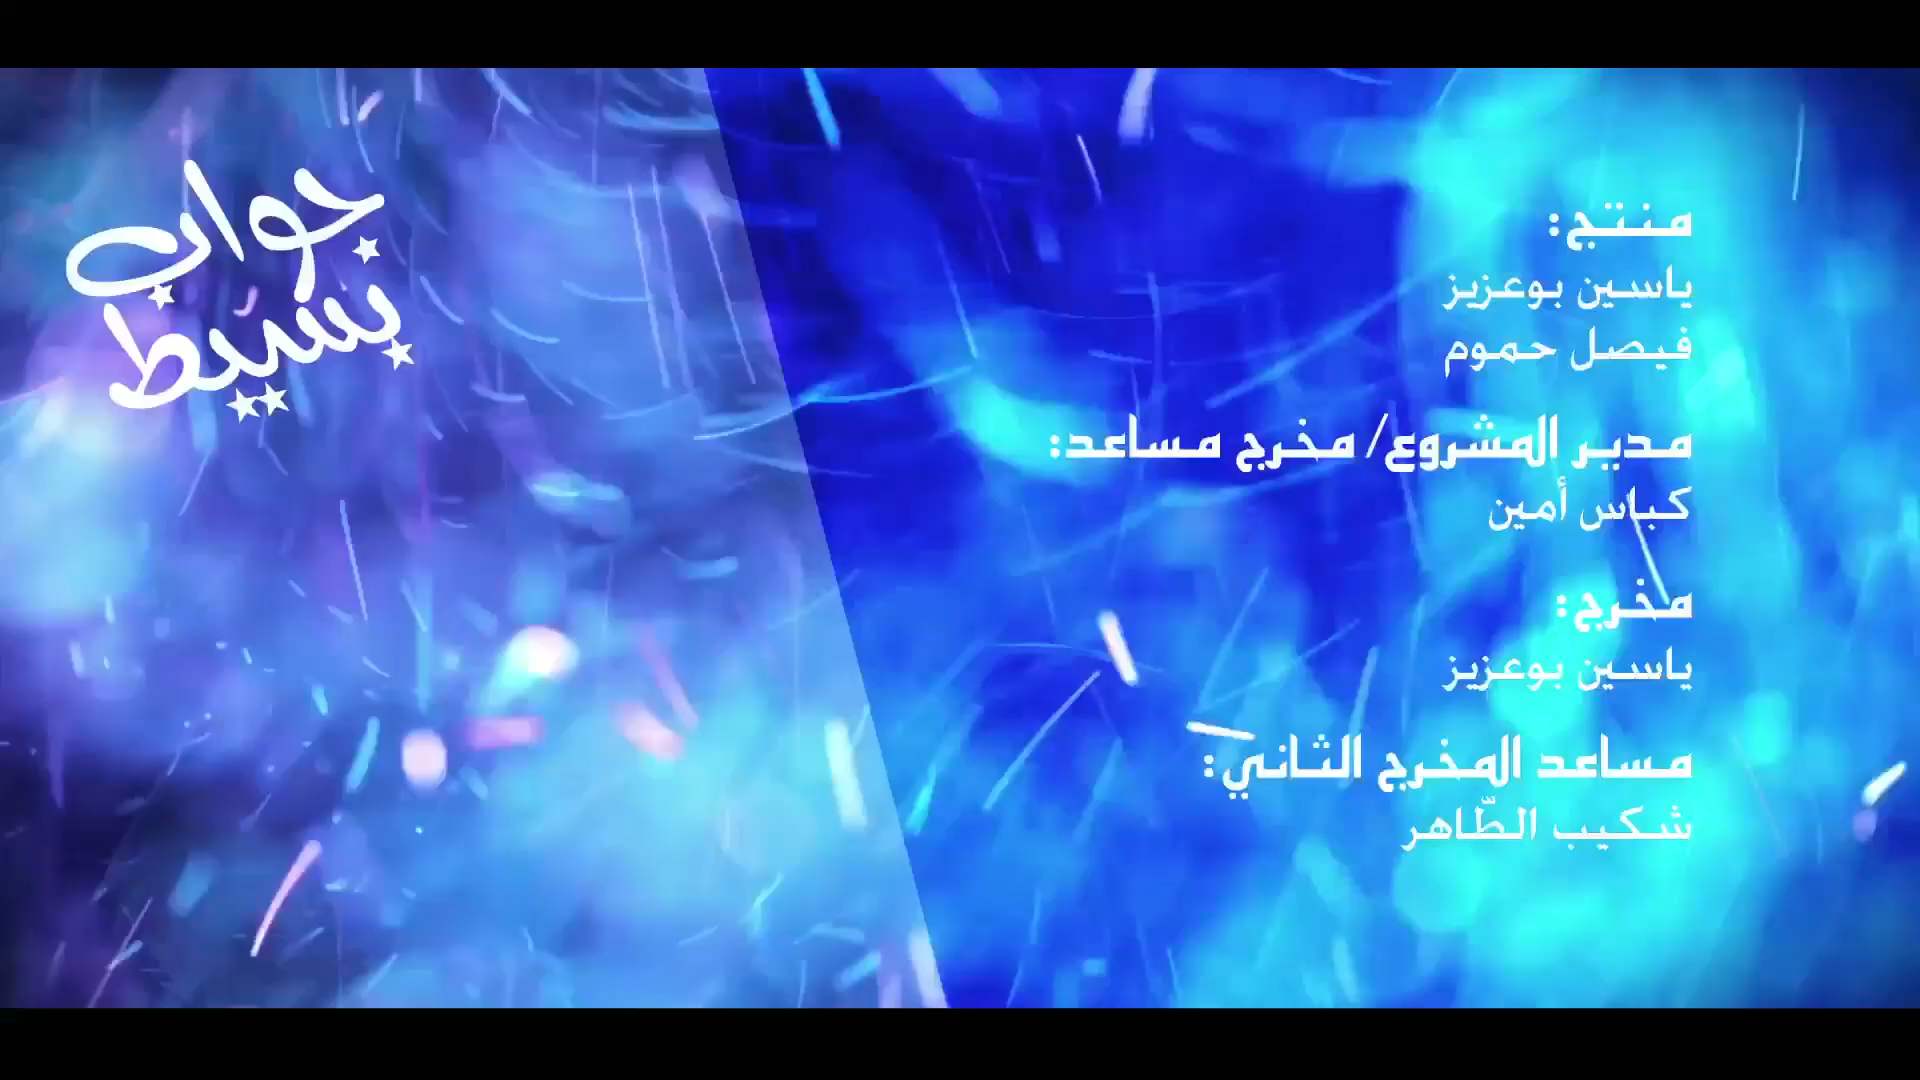 جواب
بسيط
منتج:
ياسين بوعزيز
فيصل حموم
مدير المشروع/ مخرج مساعد:
كباس أمين
مخرج:
ياسين بوعزيز
مساعد المخرج الثاني:
شكيب الطّاهر